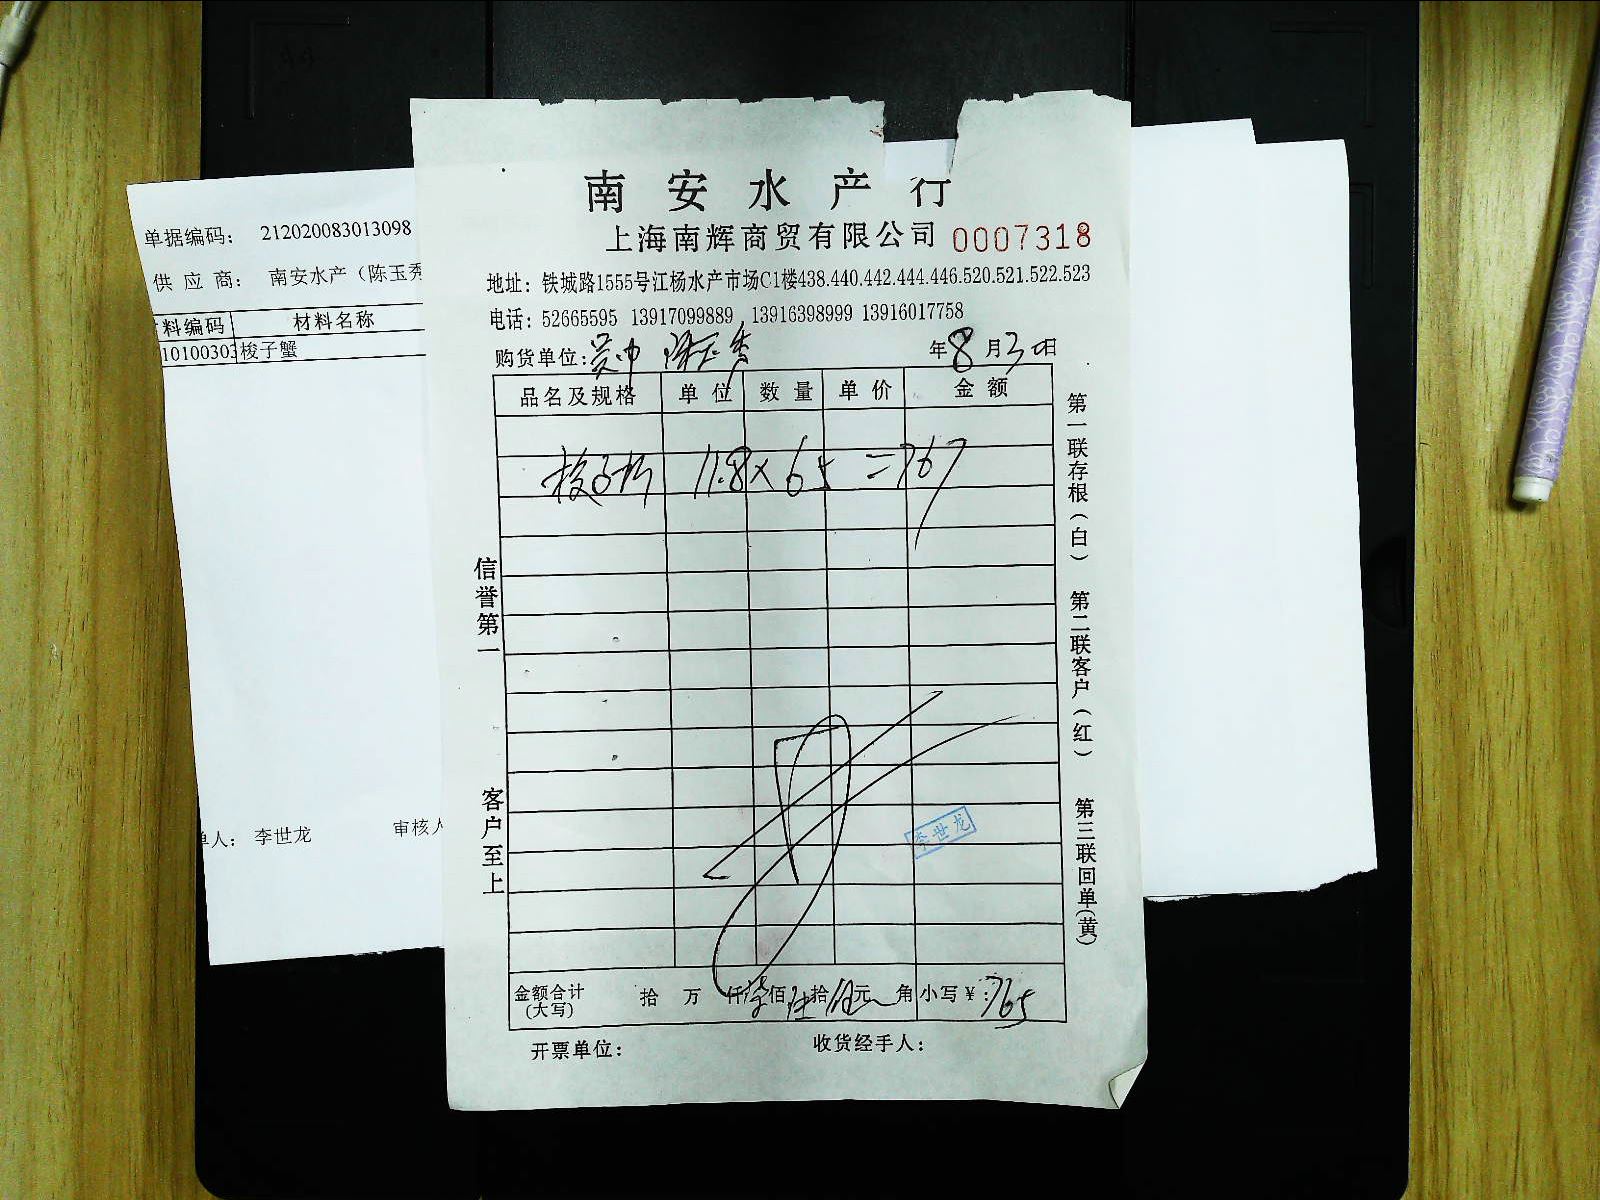 南安水产行
上海南辉商贸有限公司 0007318
地址：铁城路1555号江杨水产市场C1楼438.440.442.444.446.520.521.522.523
电话：52665595 13917099889 , 13916398999 13916017758
购货单位： 年8月30日
品名及规格 单位 数量 单价 金额
梭子 11.8×65=767
信誉第一
客户至上
李世龙
金额合计 拾 万 仟柒佰陆拾伍元 角 小写¥：765
(大写)
开票单位： 收货经手人：
第一联存根（白）
第二联客户（红）
第三联回单（黄）
单据编码： 212020083013098
供应商： 南安水产（陈玉秀
料编码 材料名称
10100303 梭子蟹
单人： 李世龙 审核人